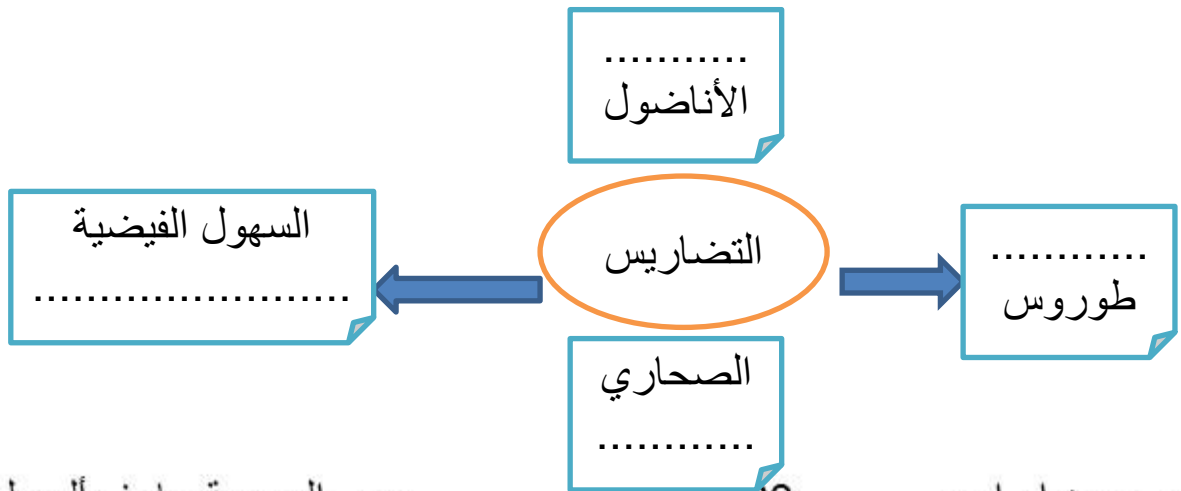 ...........
الأناضول
السهول الفيضية
........................
التضاريس
............
طوروس
الصحاري
............